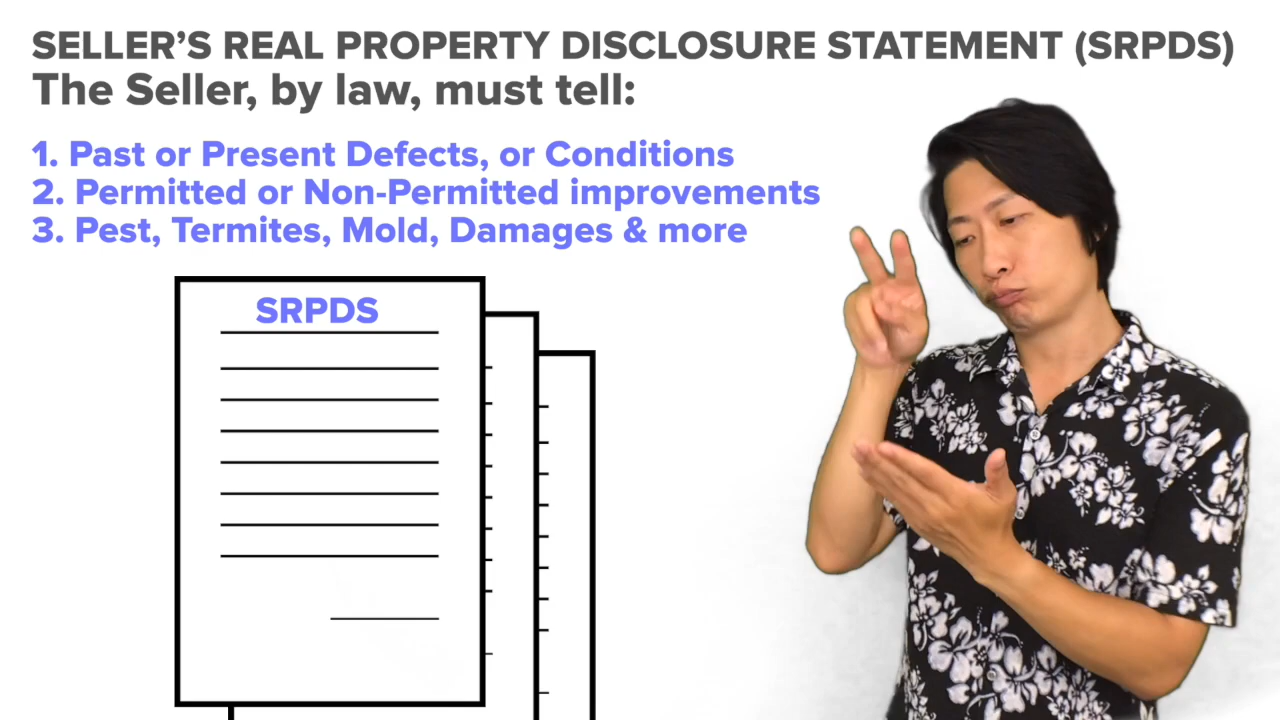 SELLER’S REAL PROPERTY DISCLOSURE STATEMENT (SRPDS)
The Seller, by law, must tell:
1. Past or Present Defects, or Conditions
2. Permitted or Non-Permitted improvements
3. Pest, Termites, Mold, Damages & more
SRPDS